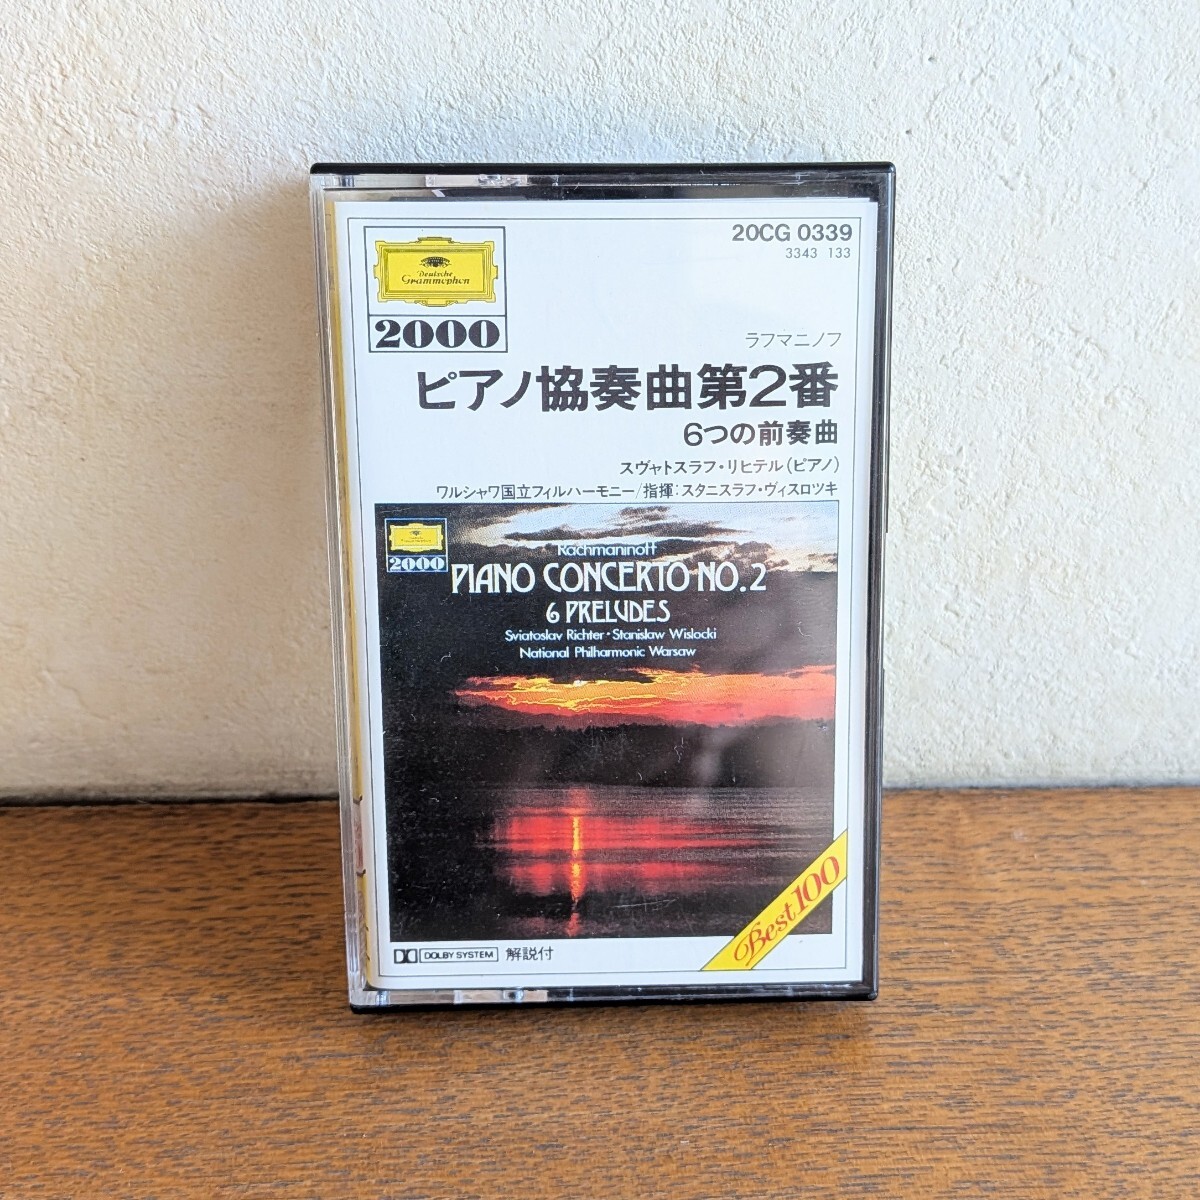 Deutsche
Grammophon
2000
20CG 0339
3343 133
ラフマニノフ
ピアノ協奏曲第2番
6つの前奏曲
スヴャトスラフ・リヒテル(ピアノ)
ワルシャワ国立フィルハーモニー/指揮:スタニスラフ・ヴィスロツキ
2000
Rachmaninoff
PIANO CONCERTO NO.2
6 PRELUDES
Sviatoslav Richter・Stanislaw Wislocki
National Philharmonic Warsaw
Best 100
DOLBY SYSTEM 解説付